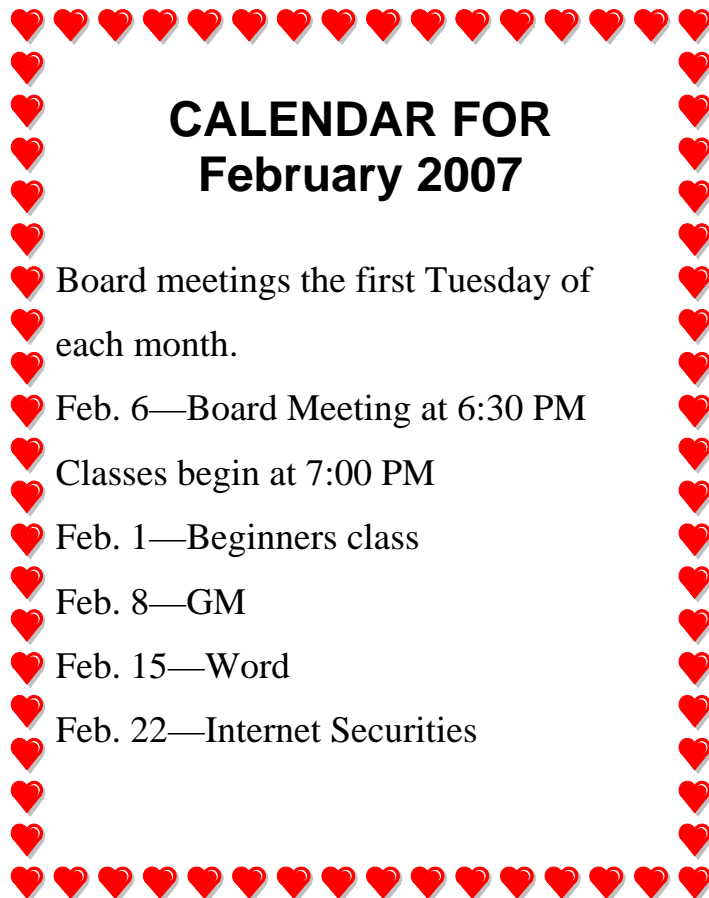 CALENDAR FOR
February 2007
Board meetings the first Tuesday of
each month.
Feb. 6—Board Meeting at 6:30 PM
Classes begin at 7:00 PM
Feb. 1—Beginners class
Feb. 8—GM
Feb. 15—Word
Feb. 22—Internet Securities